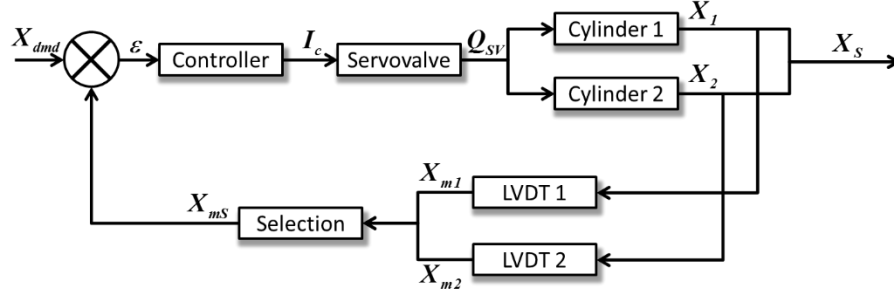 X_dmd
ε
Controller
I_c
Servovalve
Q_SV
Cylinder 1
X_1
Cylinder 2
X_2
X_S
X_m1
LVDT 1
X_mS
Selection
X_m2
LVDT 2